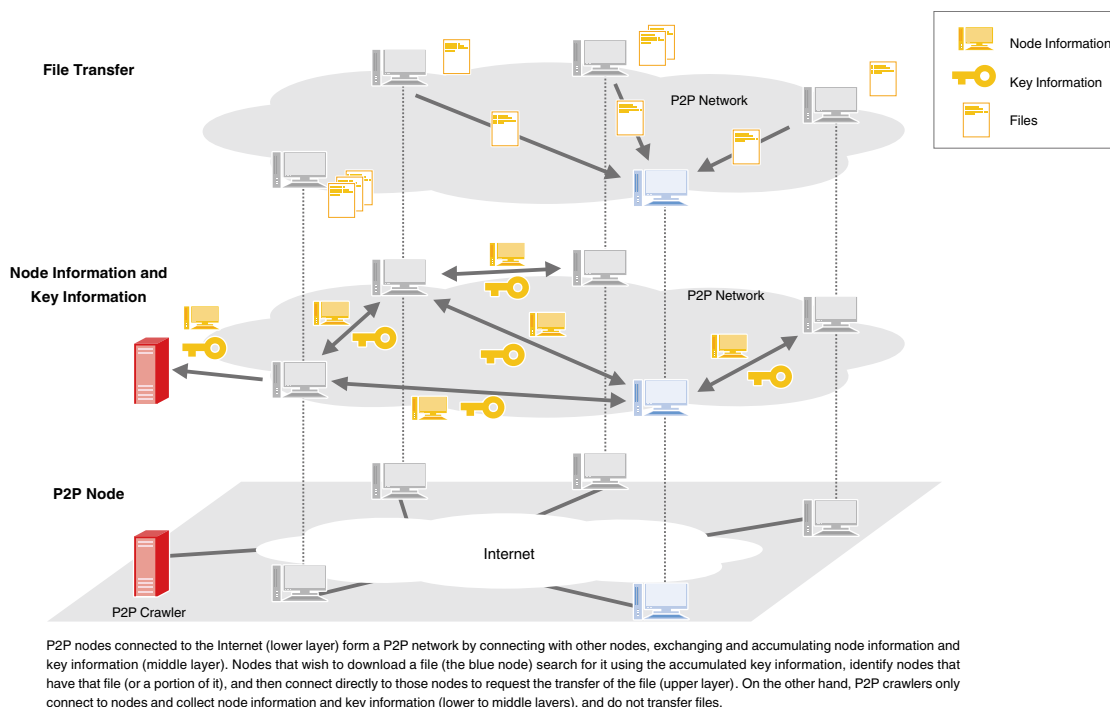 File Transfer
P2P Network
Node Information
Key Information
Files
Node Information and
Key Information
P2P Network
P2P Node
Internet
P2P Crawler
P2P nodes connected to the Internet (lower layer) form a P2P network by connecting with other nodes, exchanging and accumulating node information and
key information (middle layer). Nodes that wish to download a file (the blue node) search for it using the accumulated key information, identify nodes that
have that file (or a portion of it), and then connect directly to those nodes to request the transfer of the file (upper layer). On the other hand, P2P crawlers only
connect to nodes and collect node information and key information (lower to middle layers), and do not transfer files.